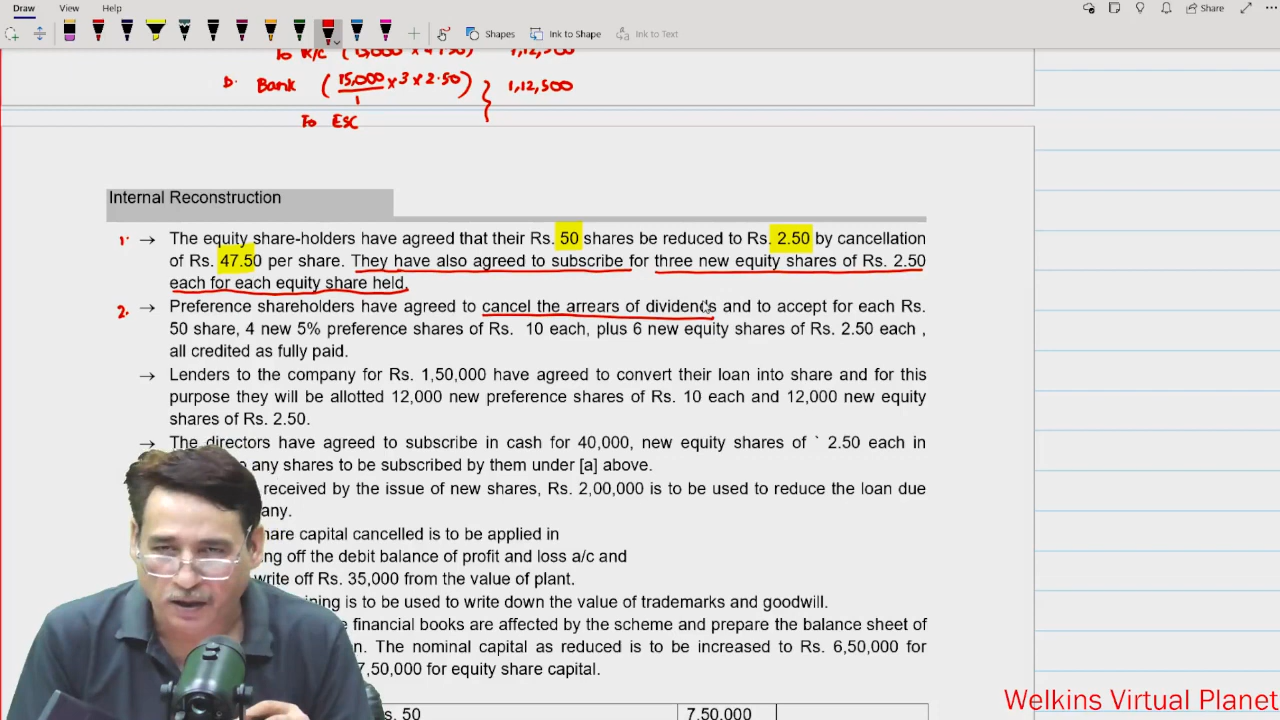 Draw View Help Share
Shapes Ink to Shape Ink to Text
1,12,500
D. Bank (15,000/1 x 3 x 2.50) } 1,12,500
To ESC
Internal Reconstruction
1. → The equity share-holders have agreed that their Rs. 50 shares be reduced to Rs. 2.50 by cancellation
of Rs. 47.50 per share. They have also agreed to subscribe for three new equity shares of Rs. 2.50
each for each equity share held.
2. → Preference shareholders have agreed to cancel the arrears of dividends and to accept for each Rs.
50 share, 4 new 5% preference shares of Rs. 10 each, plus 6 new equity shares of Rs. 2.50 each ,
all credited as fully paid.
→ Lenders to the company for Rs. 1,50,000 have agreed to convert their loan into share and for this
purpose they will be allotted 12,000 new preference shares of Rs. 10 each and 12,000 new equity
shares of Rs. 2.50.
→ The directors have agreed to subscribe in cash for 40,000, new equity shares of ` 2.50 each in
any shares to be subscribed by them under [a] above.
received by the issue of new shares, Rs. 2,00,000 is to be used to reduce the loan due
any.
hare capital cancelled is to be applied in
ng off the debit balance of profit and loss a/c and
write off Rs. 35,000 from the value of plant.
ining is to be used to write down the value of trademarks and goodwill.
e financial books are affected by the scheme and prepare the balance sheet of
n. The nominal capital as reduced is to be increased to Rs. 6,50,000 for
7,50,000 for equity share capital.
s. 50 7,50,000
Welkins Virtual Planet